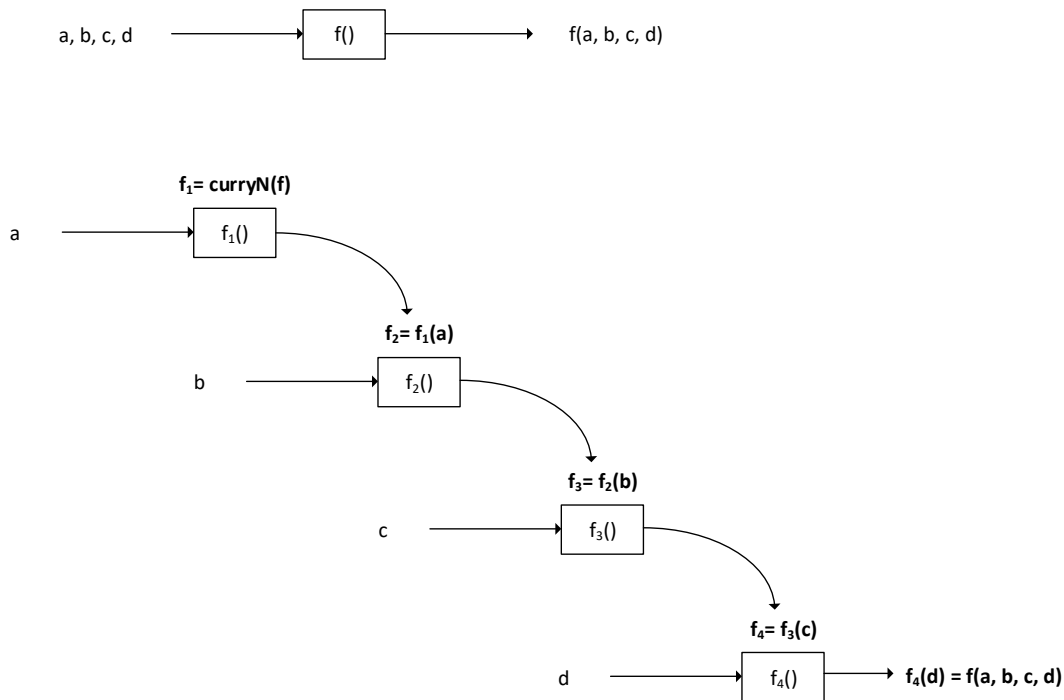 a, b, c, d f() f(a, b, c, d)
f₁= curryN(f)
a f₁()
f₂= f₁(a)
b f₂()
f₃= f₂(b)
c f₃()
f₄= f₃(c)
d f₄() f₄(d) = f(a, b, c, d)